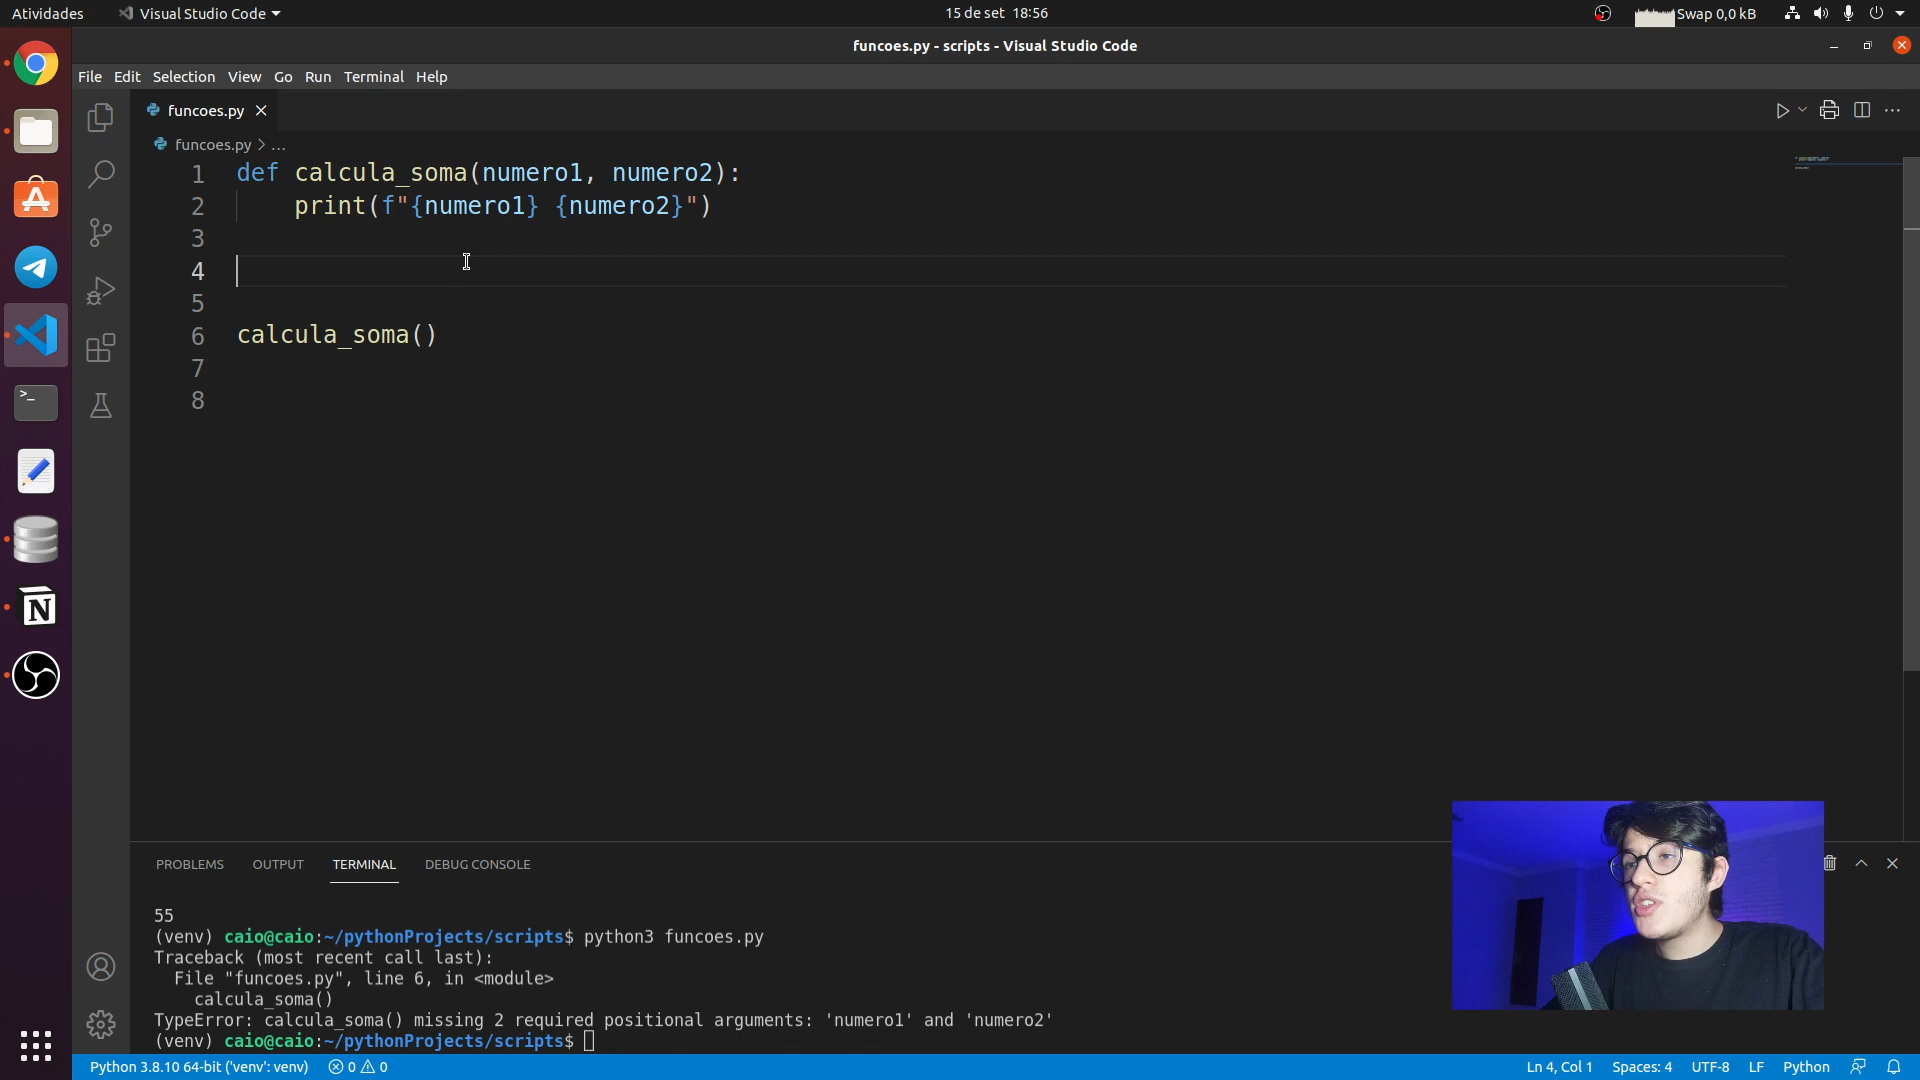 Atividades
Visual Studio Code
15 de set 18:56
Swap 0,0 kB
funcoes.py - scripts - Visual Studio Code
File Edit Selection View Go Run Terminal Help
funcoes.py
funcoes.py > ...
1 def calcula_soma(numero1, numero2):
2 print(f"{numero1} {numero2}")
3
4
5
6 calcula_soma()
7
8
PROBLEMS OUTPUT TERMINAL DEBUG CONSOLE
55
(venv) caio@caio:~/pythonProjects/scripts$ python3 funcoes.py
Traceback (most recent call last):
File "funcoes.py", line 6, in <module>
calcula_soma()
TypeError: calcula_soma() missing 2 required positional arguments: 'numero1' and 'numero2'
(venv) caio@caio:~/pythonProjects/scripts$
Python 3.8.10 64-bit ('venv': venv) 0 0 Ln 4, Col 1 Spaces: 4 UTF-8 LF Python